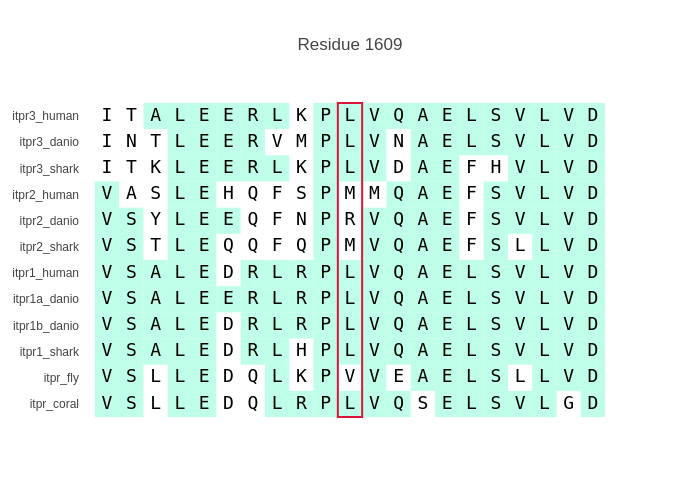 Residue 1609
itpr3_human I T A L E E R L K P L V Q A E L S V L V D
itpr3_danio I N T L E E R V M P L V N A E L S V L V D
itpr3_shark I T K L E E R L K P L V D A E F H V L V D
itpr2_human V A S L E H Q F S P M M Q A E F S V L V D
itpr2_danio V S Y L E E Q F N P R V Q A E F S V L V D
itpr2_shark V S T L E Q Q F Q P M V Q A E F S L L V D
itpr1_human V S A L E D R L R P L V Q A E L S V L V D
itpr1a_danio V S A L E E R L R P L V Q A E L S V L V D
itpr1b_danio V S A L E D R L R P L V Q A E L S V L V D
itpr1_shark V S A L E D R L H P L V Q A E L S V L V D
itpr_fly V S L L E D Q L K P V V E A E L S L L V D
itpr_coral V S L L E D Q L R P L V Q S E L S V L G D